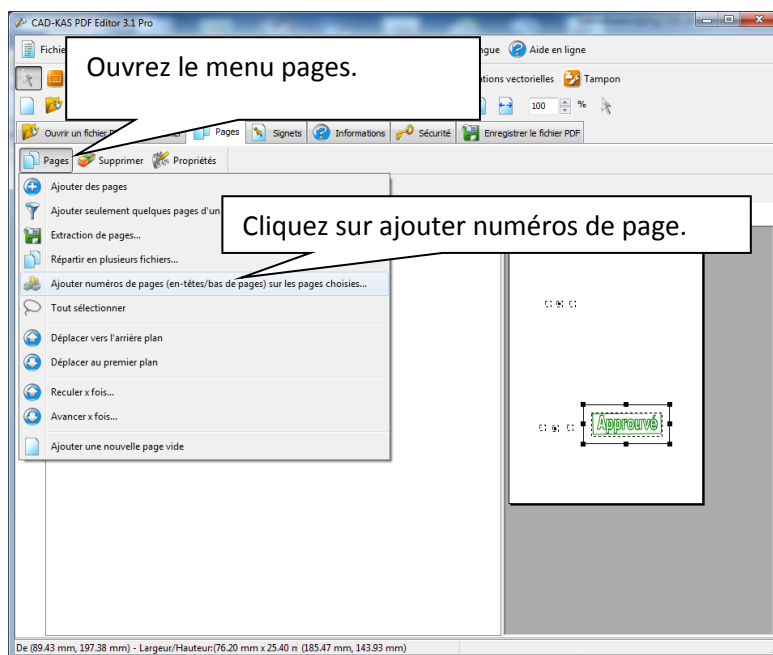 CAD-KAS PDF Editor 3.1 Pro
Fichie
Aide en ligne
Ouvrez le menu pages.
ations vectorielles Tampon
100 %
Ouvrir un fichier Pages Signets Informations Sécurité Enregistrer le fichier PDF
Pages Supprimer Propriétés
Ajouter des pages
Ajouter seulement quelques pages d'un
Cliquez sur ajouter numéros de page.
Extraction de pages...
Répartir en plusieurs fichiers...
Ajouter numéros de pages (en-têtes/bas de pages) sur les pages choisies...
Tout sélectionner
Déplacer vers l'arrière plan
Déplacer au premier plan
Reculer x fois...
Avancer x fois...
Approuvé
Ajouter une nouvelle page vide
De (89.43 mm, 197.38 mm) - Largeur/Hauteur:(76.20 mm x 25.40 m (185.47 mm, 143.93 mm)